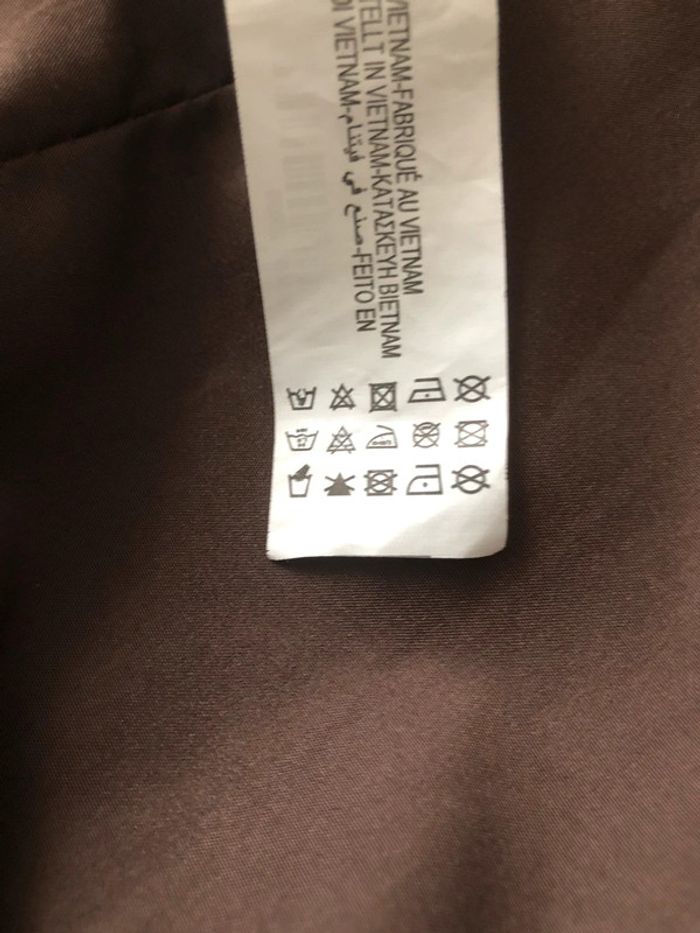 VIETNAM-FABRIQUÉ AU VIETNAM
TELLT IN VIETNAM-ΚΑΤΑΣΚΕΥΗ ΒΙΕΤΝΑΜ
DI VIETNAM-صنع في فيتنام-FEITO EN